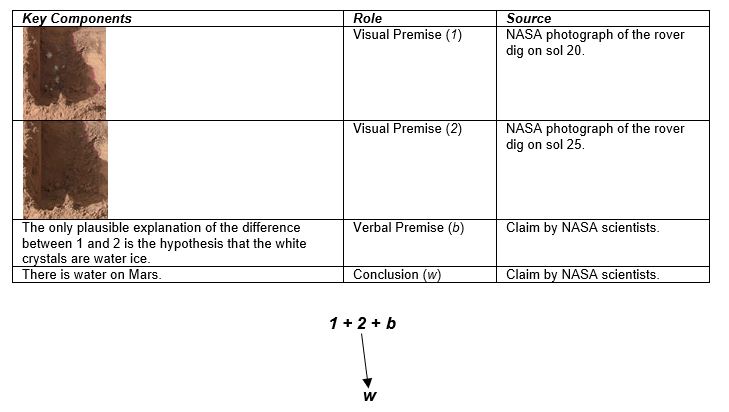 Key Components Role Source
Visual Premise (1) NASA photograph of the rover
dig on sol 20.
Visual Premise (2) NASA photograph of the rover
dig on sol 25.
The only plausible explanation of the difference Verbal Premise (b) Claim by NASA scientists.
between 1 and 2 is the hypothesis that the white
crystals are water ice.
There is water on Mars. Conclusion (w) Claim by NASA scientists.
1 + 2 + b
w